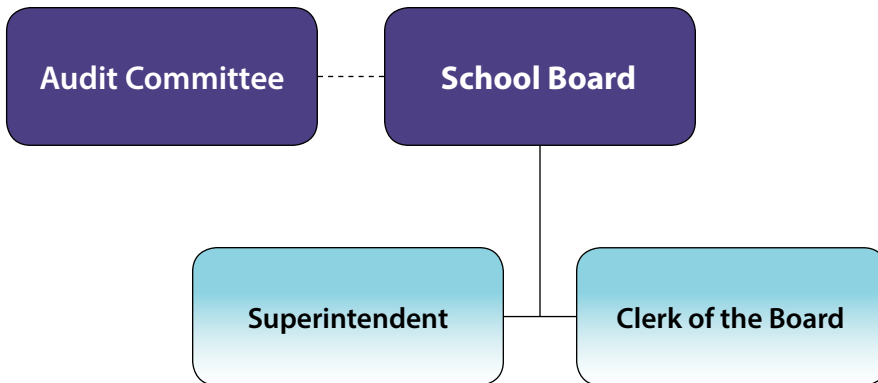 Audit Committee
School Board
Superintendent
Clerk of the Board